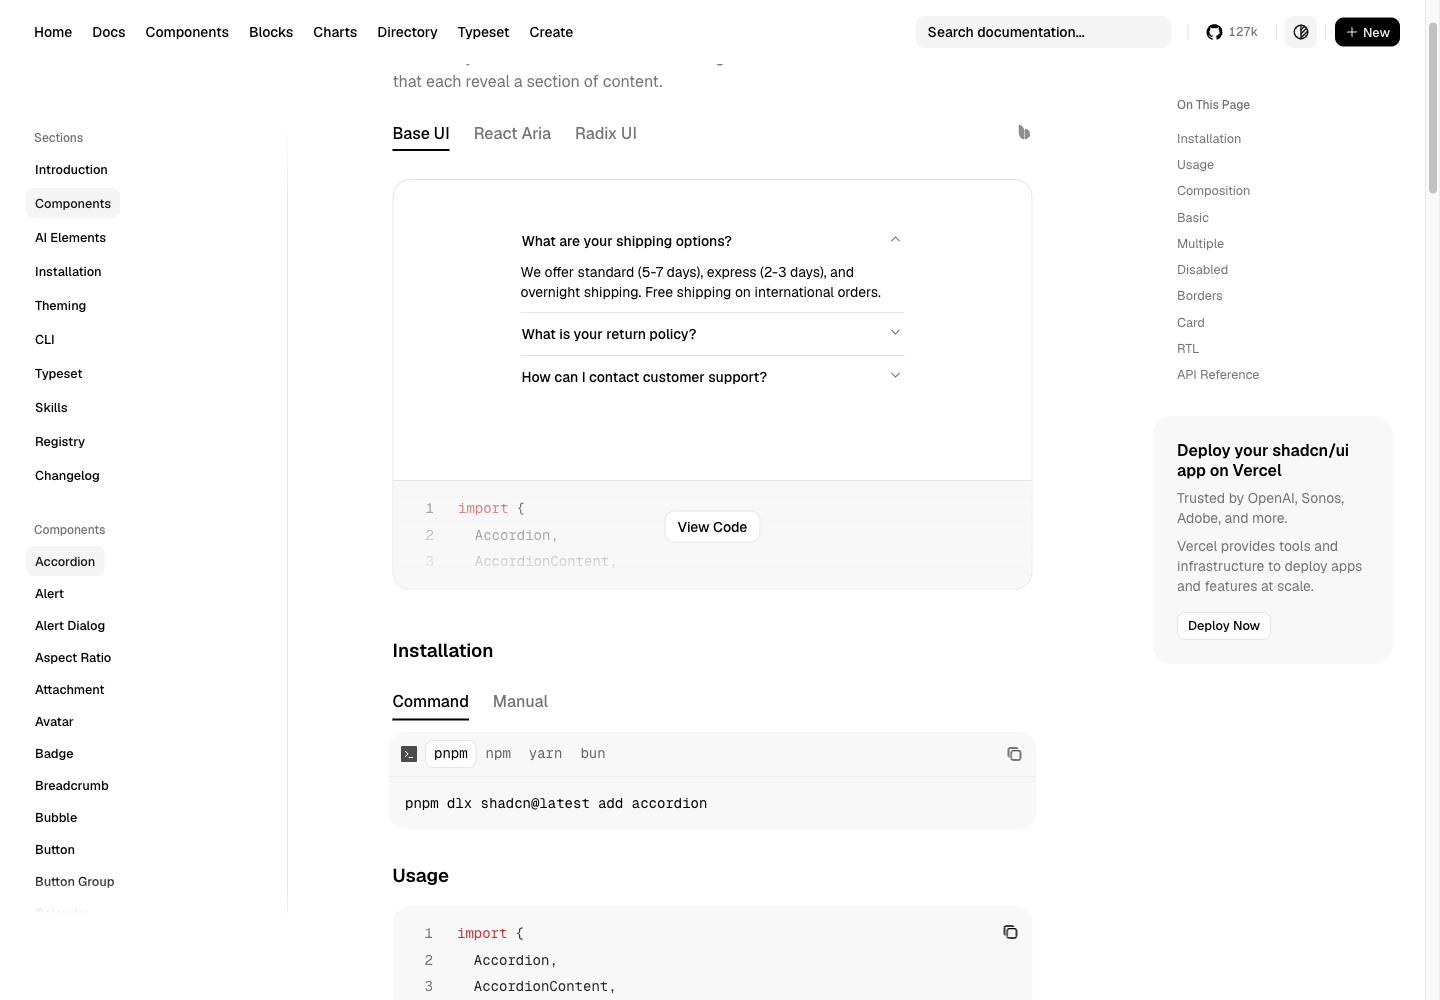 Home Docs Components Blocks Charts Directory Typeset Create
Search documentation...
127k
New
that each reveal a section of content.
Sections
Introduction
Components
AI Elements
Installation
Theming
CLI
Typeset
Skills
Registry
Changelog
Components
Accordion
Alert
Alert Dialog
Aspect Ratio
Attachment
Avatar
Badge
Breadcrumb
Bubble
Button
Button Group
Calendar
Base UI React Aria Radix UI
What are your shipping options?
We offer standard (5-7 days), express (2-3 days), and
overnight shipping. Free shipping on international orders.
What is your return policy?
How can I contact customer support?
1 import {
2 Accordion,
3 AccordionContent,
View Code
Installation
Command Manual
pnpm npm yarn bun
pnpm dlx shadcn@latest add accordion
Usage
1 import {
2 Accordion,
3 AccordionContent,
On This Page
Installation
Usage
Composition
Basic
Multiple
Disabled
Borders
Card
RTL
API Reference
Deploy your shadcn/ui
app on Vercel
Trusted by OpenAI, Sonos,
Adobe, and more.
Vercel provides tools and
infrastructure to deploy apps
and features at scale.
Deploy Now